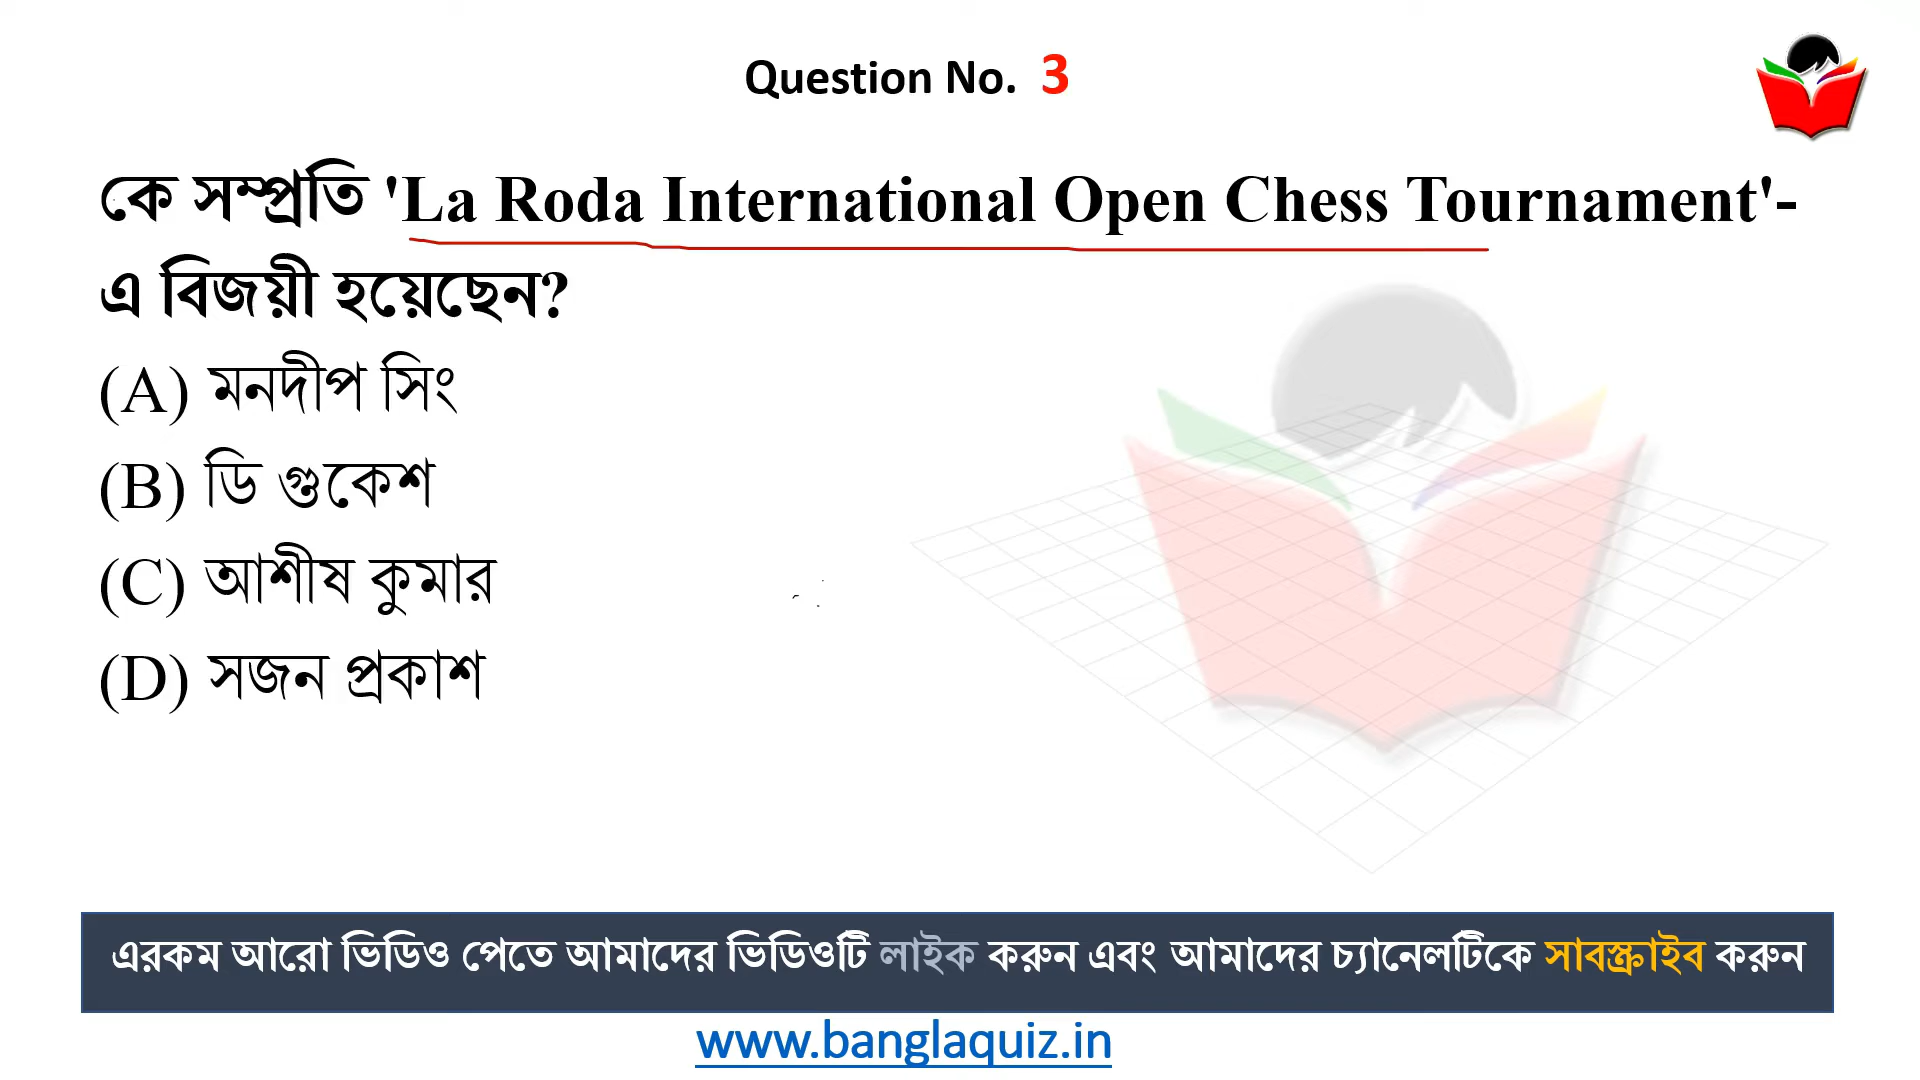 Question No. 3
কে সম্প্রতি 'La Roda International Open Chess Tournament'-
এ বিজয়ী হয়েছেন?
(A) মনদীপ সিং
(B) ডি গুকেশ
(C) আশীষ কুমার
(D) সজন প্রকাশ
এরকম আরো ভিডিও পেতে আমাদের ভিডিওটি লাইক করুন এবং আমাদের চ্যানেলটিকে সাবস্ক্রাইব করুন
www.banglaquiz.in